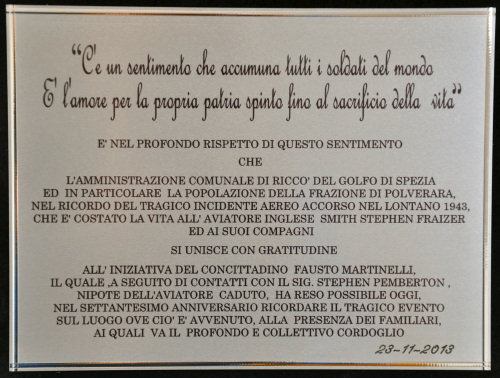 “C'e un sentimento che accumuna tutti i soldati del mondo
E' l'amore per la propria patria spinto fino al sacrificio della vita”
E' NEL PROFONDO RISPETTO DI QUESTO SENTIMENTO
CHE
L'AMMINISTRAZIONE COMUNALE DI RICCO' DEL GOLFO DI SPEZIA
ED IN PARTICOLARE LA POPOLAZIONE DELLA FRAZIONE DI POLVERARA,
NEL RICORDO DEL TRAGICO INCIDENTE AEREO ACCORSO NEL LONTANO 1943,
CHE E' COSTATO LA VITA ALL' AVIATORE INGLESE SMITH STEPHEN FRAIZER
ED AI SUOI COMPAGNI
SI UNISCE CON GRATITUDINE
ALL' INIZIATIVA DEL CONCITTADINO FAUSTO MARTINELLI,
IL QUALE ,A SEGUITO DI CONTATTI CON IL SIG. STEPHEN PEMBERTON ,
NIPOTE DELL'AVIATORE CADUTO, HA RESO POSSIBILE OGGI,
NEL SETTANTESIMO ANNIVERSARIO RICORDARE IL TRAGICO EVENTO
SUL LUOGO OVE CIO' E' AVVENUTO, ALLA PRESENZA DEI FAMILIARI,
AI QUALI VA IL PROFONDO E COLLETTIVO CORDOGLIO
23-11-2013